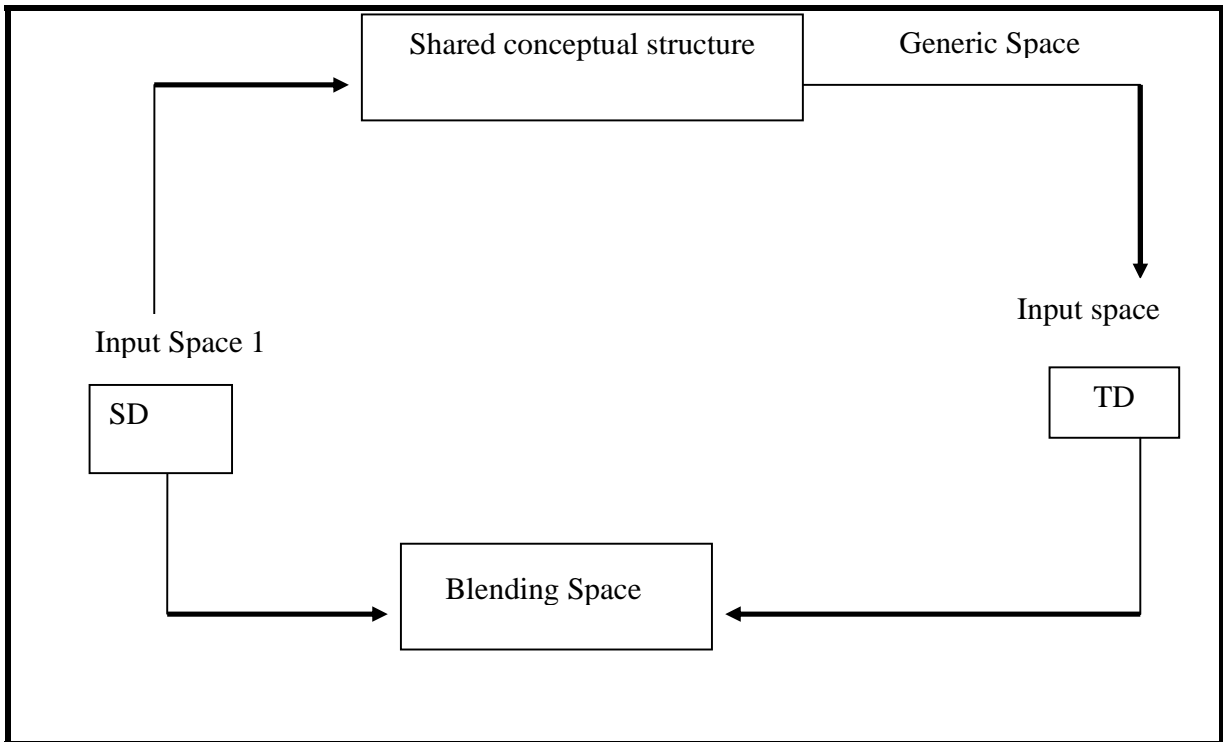 Shared conceptual structure
Generic Space
Input space
Input Space 1
SD
TD
Blending Space